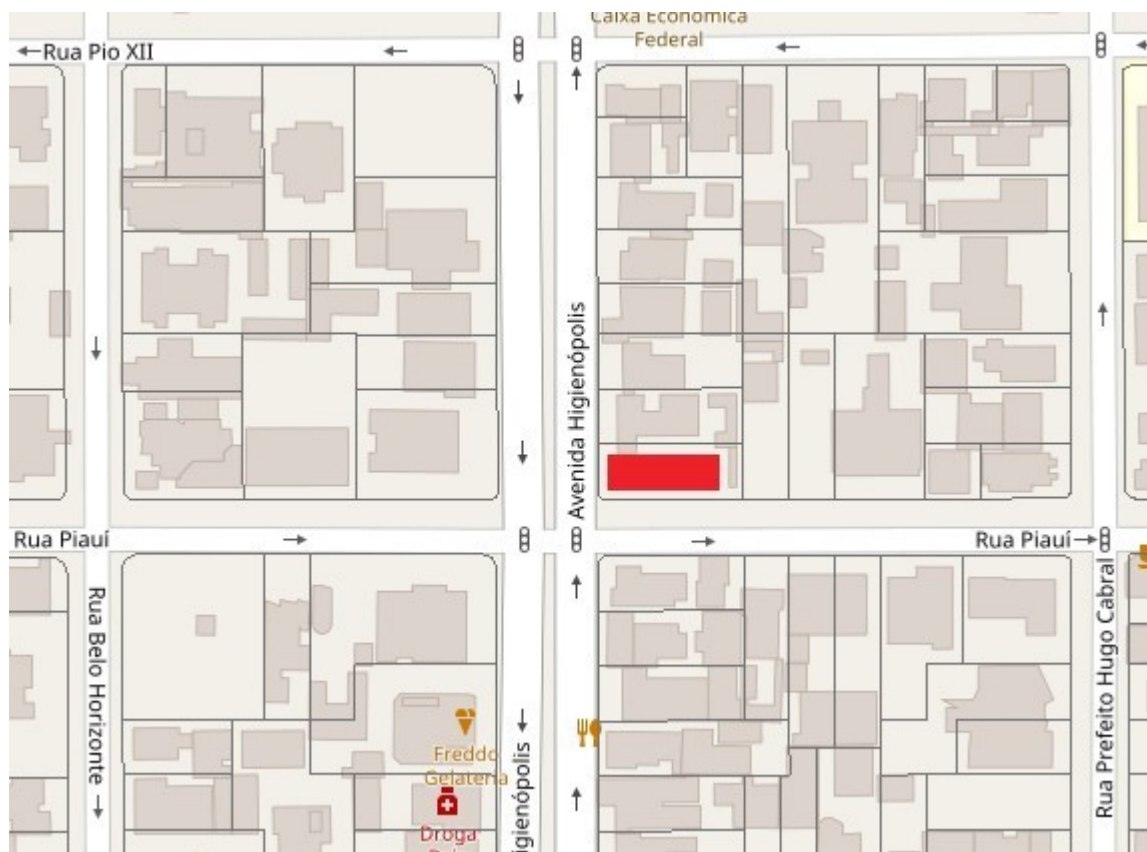 Caixa Econômica
Federal
Rua Pio XII
Avenida Higienópolis
Rua Piauí
Rua Piauí
Rua Belo Horizonte
Rua Prefeito Hugo Cabral
Freddo
Gelateria
igienópolis
Droga